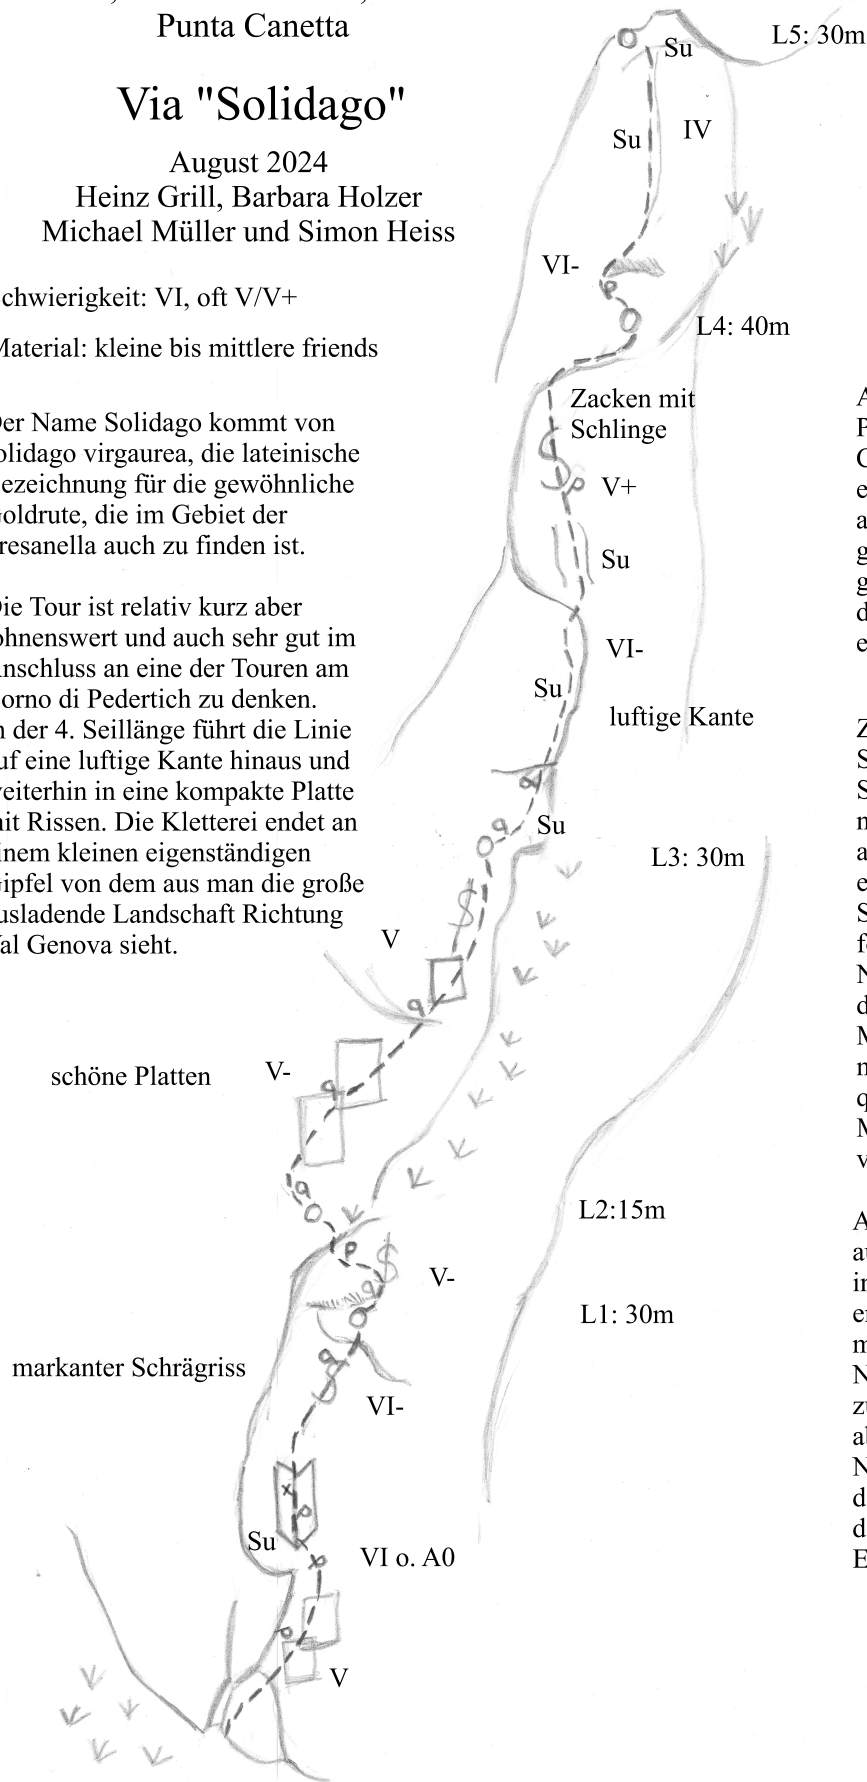 Punta Canetta
Via "Solidago"
August 2024
Heinz Grill, Barbara Holzer
Michael Müller und Simon Heiss
chwierigkeit: VI, oft V/V+
Material: kleine bis mittlere friends
Der Name Solidago kommt von
olidago virgaurea, die lateinische
ezeichnung für die gewöhnliche
oldrute, die im Gebiet der
resanella auch zu finden ist.
Die Tour ist relativ kurz aber
ohnenswert und auch sehr gut im
nschluss an eine der Touren am
orno di Pedertich zu denken.
n der 4. Seillänge führt die Linie
uf eine luftige Kante hinaus und
eiterhin in eine kompakte Platte
it Rissen. Die Kletterei endet an
inem kleinen eigenständigen
ipfel von dem aus man die große
usladende Landschaft Richtung
al Genova sieht.
L5: 30m
Su
Su
IV
VI-
L4: 40m
Zacken mit
Schlinge
V+
Su
VI-
Su
luftige Kante
Su
L3: 30m
V
schöne Platten
V-
L2:15m
V-
L1: 30m
markanter Schrägriss
VI-
Su
VI o. A0
V